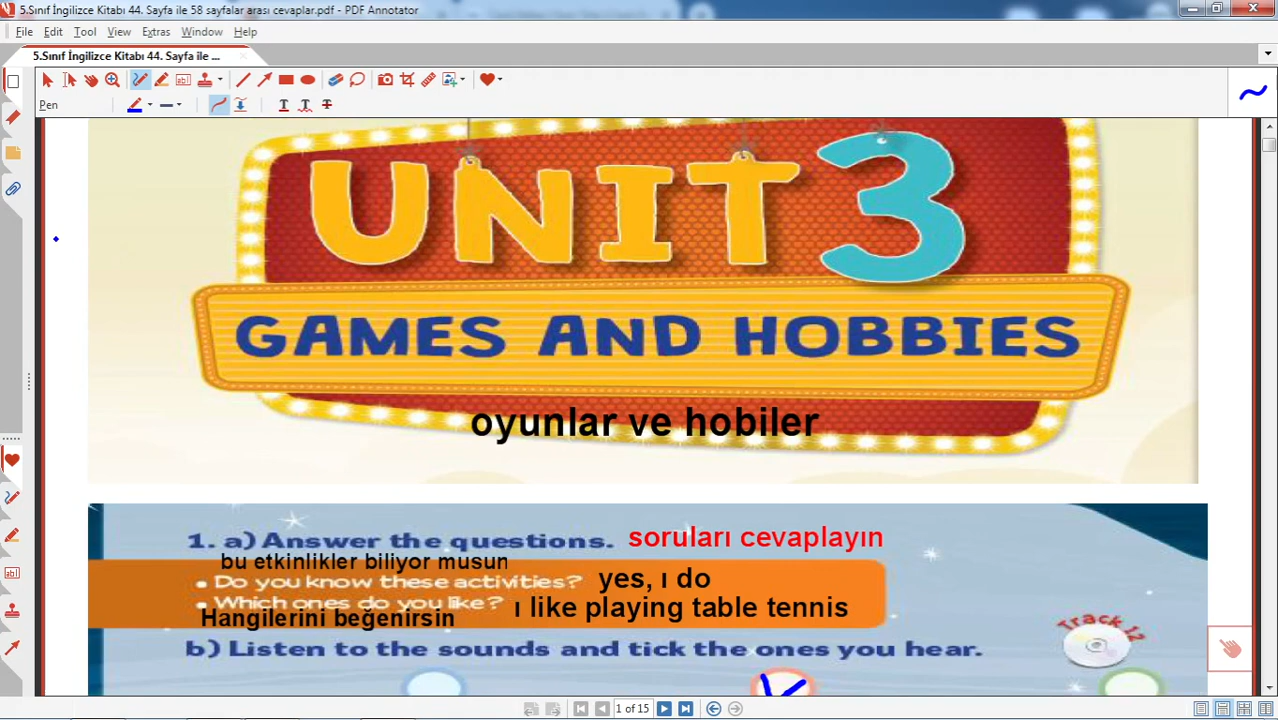 5.Sınıf İngilizce Kitabı 44. Sayfa ile 58 sayfalar arası cevaplar.pdf - PDF Annotator
File Edit Tool View Extras Window Help
5.Sınıf İngilizce Kitabı 44. Sayfa ile ...
Pen
UNIT 3
GAMES AND HOBBIES
oyunlar ve hobiler
1. a) Answer the questions. soruları cevaplayın
bu etkinlikler biliyor musun
• Do you know these activities? yes, ı do
• Which ones do you like? ı like playing table tennis
Hangilerini beğenirsin
Track 12
b) Listen to the sounds and tick the ones you hear.
1 of 15